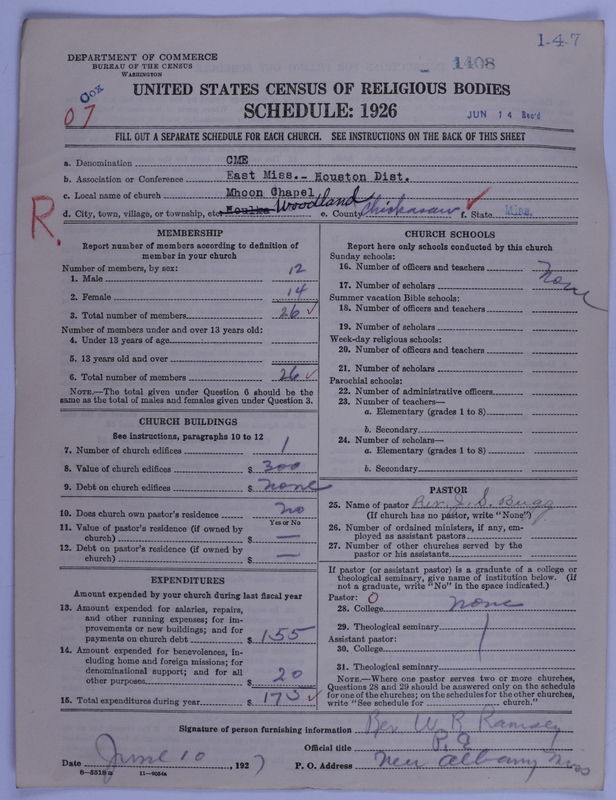 1-4-7
DEPARTMENT OF COMMERCE
BUREAU OF THE CENSUS
WASHINGTON
1408
Cox
07
UNITED STATES CENSUS OF RELIGIOUS BODIES
SCHEDULE: 1926
JUN 14 Rec'd
FILL OUT A SEPARATE SCHEDULE FOR EACH CHURCH. SEE INSTRUCTIONS ON THE BACK OF THIS SHEET
a. Denomination CME
b. Association or Conference East Miss.- Houston Dist.
c. Local name of church Mhoon Chapel
d. City, town, village, or township, etc. Houlka Woodland e. County Chickasaw f. State Miss.
R.
MEMBERSHIP
Report number of members according to definition of
member in your church
Number of members, by sex:
1. Male 12
2. Female 14
3. Total number of members 26 ✓
Number of members under and over 13 years old:
4. Under 13 years of age
5. 13 years old and over
6. Total number of members 26 ✓
NOTE.—The total given under Question 6 should be the
same as the total of males and females given under Question 3.
CHURCH BUILDINGS
See instructions, paragraphs 10 to 12
7. Number of church edifices 1
8. Value of church edifices $ 300
9. Debt on church edifices $ none
10. Does church own pastor's residence? no
Yes or No
11. Value of pastor's residence (if owned by
church) $ —
12. Debt on pastor's residence (if owned by
church) $ —
EXPENDITURES
Amount expended by your church during last fiscal year
13. Amount expended for salaries, repairs,
and other running expenses; for im-
provements or new buildings; and for
payments on church debt $ 155
14. Amount expended for benevolences, in-
cluding home and foreign missions; for
denominational support; and for all
other purposes $ 20
15. Total expenditures during year $ 175 ✓
CHURCH SCHOOLS
Report here only schools conducted by this church
Sunday schools:
16. Number of officers and teachers none
17. Number of scholars
Summer vacation Bible schools:
18. Number of officers and teachers
19. Number of scholars
Week-day religious schools:
20. Number of officers and teachers
21. Number of scholars
Parochial schools:
22. Number of administrative officers
23. Number of teachers—
a. Elementary (grades 1 to 8)
b. Secondary
24. Number of scholars—
a. Elementary (grades 1 to 8)
b. Secondary
PASTOR
25. Name of pastor Rev. S. S. Bugg
(If church has no pastor, write "None")
26. Number of ordained ministers, if any, em-
ployed as assistant pastors
27. Number of other churches served by the
pastor or his assistants
If pastor (or assistant pastor) is a graduate of a college or
theological seminary, give name of institution below. (if
not a graduate, write "No" in the space indicated.)
Pastor: 0
28. College none
29. Theological seminary
Assistant pastor:
30. College
31. Theological seminary
NOTE.—Where one pastor serves two or more churches,
Questions 28 and 29 should be answered only on the schedule
for one of the churches; on the schedules for the other churches,
write "See schedule for church."
Signature of person furnishing information Rev. W. R. Ramsey
Official title P. E
Date June 10, 1927 P. O. Address New Albany Miss
8-5518a 11-9054a